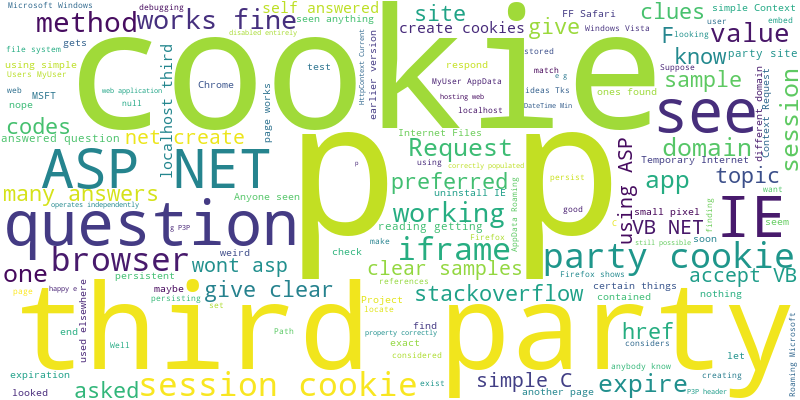 Microsoft Windows
debugging
self answered
site
clues
simple Context
method
works fine
seen anything
create cookies
give
user
embed
cookie
disabled entirely
FF Safari
Windows Vista
F
looking
value
file system
gets
earlier version
stored
know
party site
using simple
Users MyUser
HttpContext Current
respond
match
e g
Suppose
sample
web
MSFT
web application
Chrome
test
MyUser AppData
hosting web
ideas Tks
ones found
see
different domain
Context Request
session
nope
null
localhost third
page works
localhost
DateTime Min
codes
answered question
net create
Internet Files
Request
using
correctly populated
domain
Temporary Internet
ASP NET
p p
P
Anyone seen
preferred
uninstall IE
persist
app
using ASP
topic
want
many answers
operates independently
question
g P3P
working
AppData Roaming
good
small pixel
VB NET
finding
IE
seem
reading getting
Firefox
C
still possible
soon
browser
wont asp
weird
check
make
iframe
party cookie
one
persistent
maybe
clear samples
references
Firefox shows
certain things
contained
accept VB
nothing
page
happy e
used elsewhere
give clear
persisting
set
Project
locate
stackoverflow
third party
href
considers
let
Roaming Microsoft
end
Well
Path
property correctly
find
exact
considered
anybody know
creating
expiration
looked
asked
session cookie
exist
simple C
another page
expire
P3P header